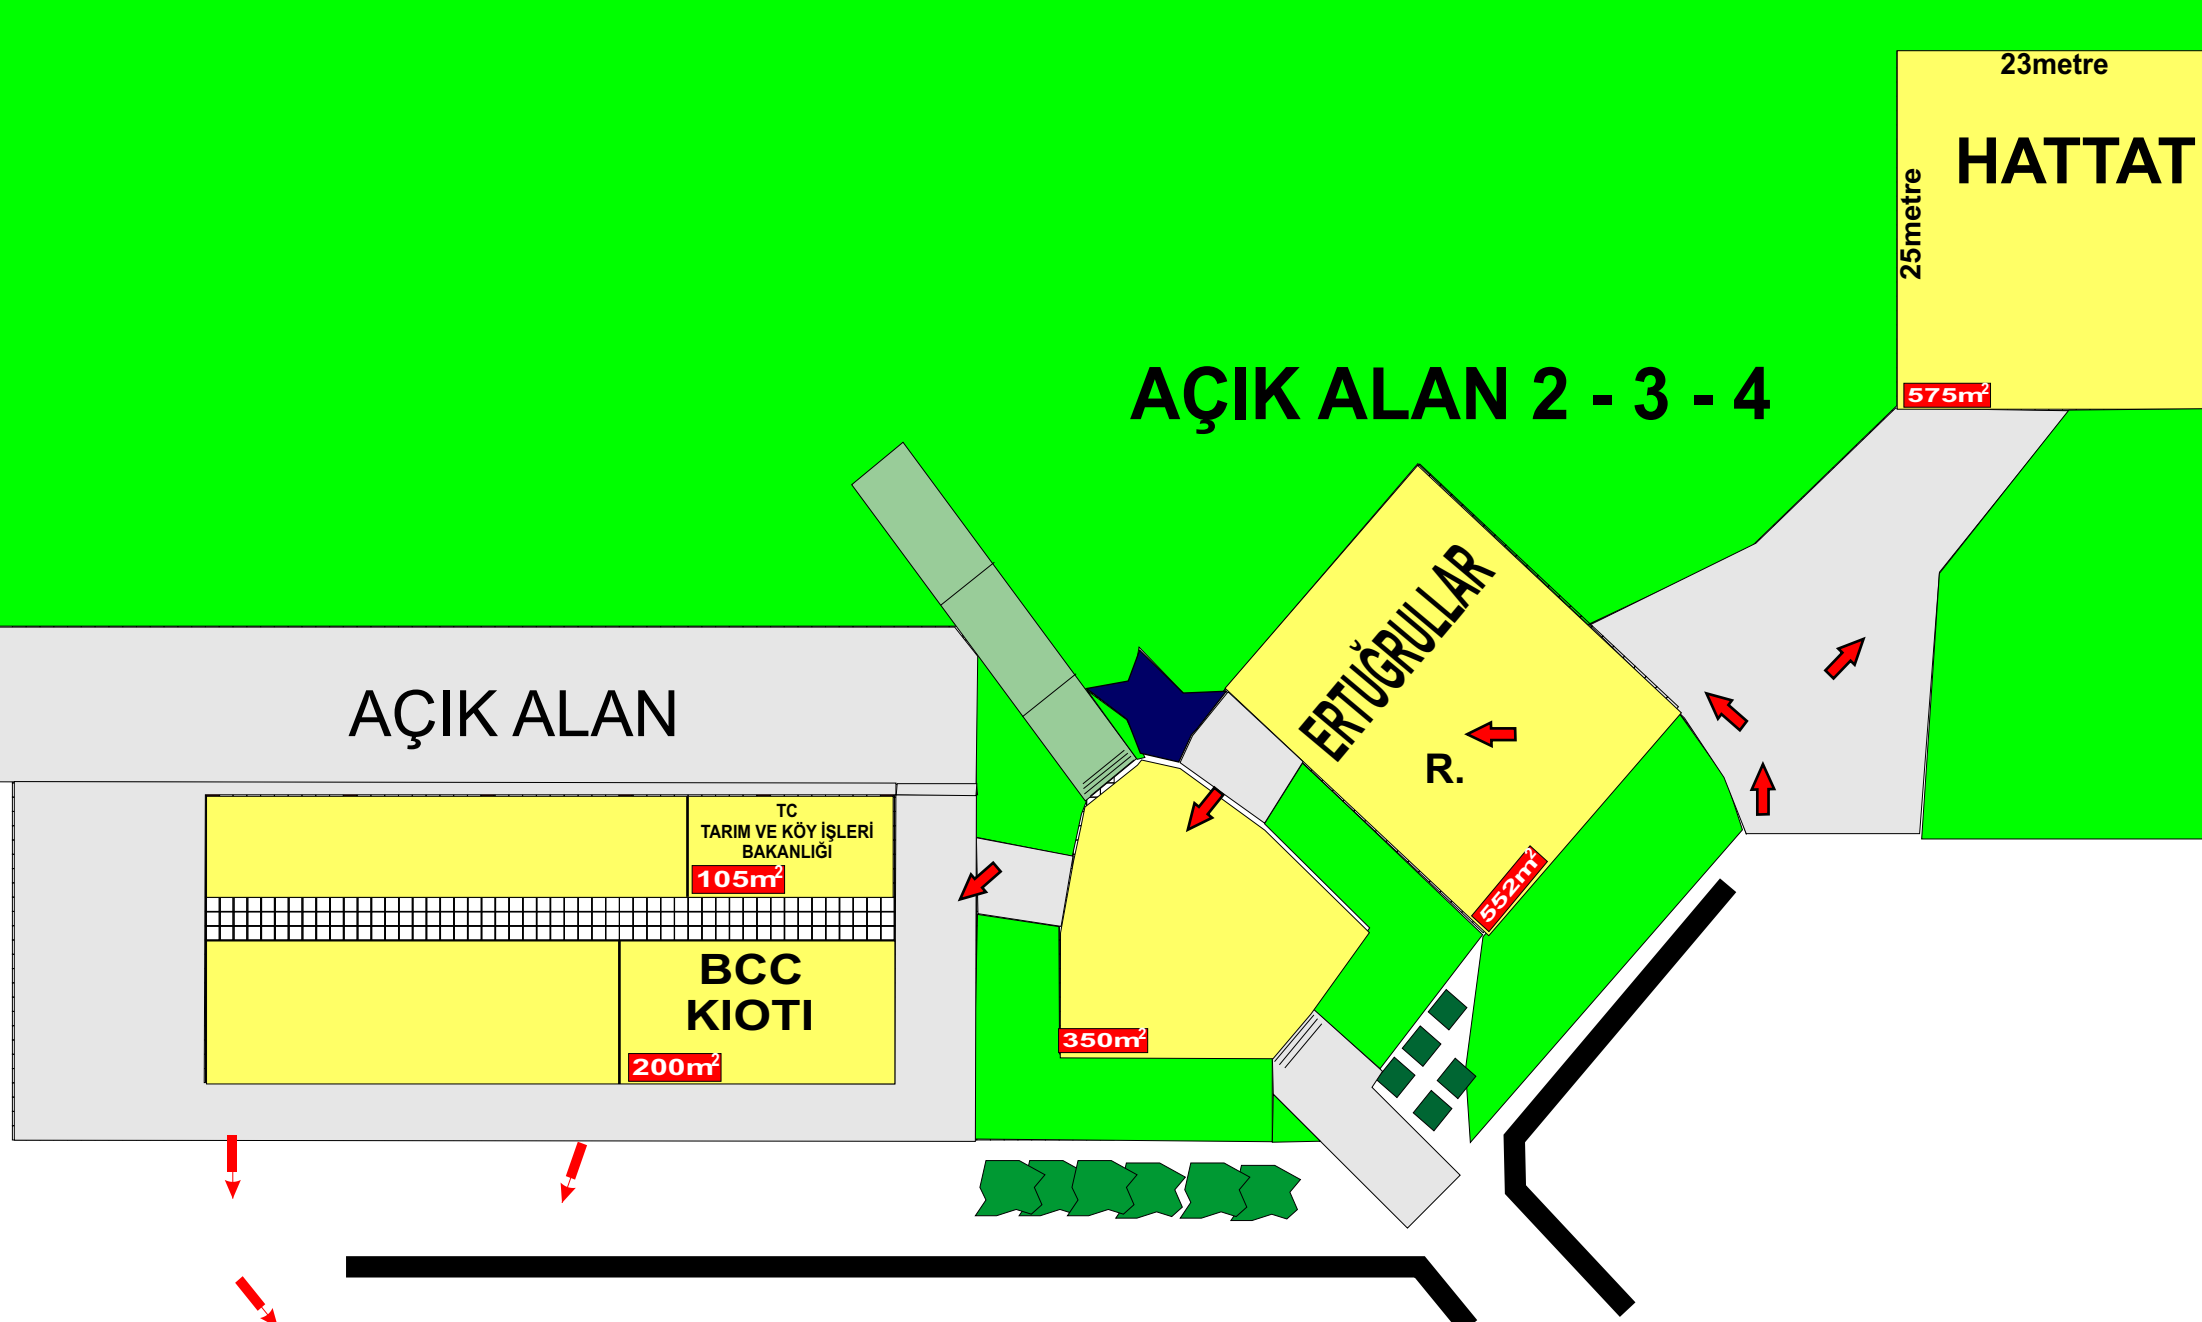 23metre
HATTAT
25metre
575m²
AÇIK ALAN 2 - 3 - 4
ERTUĞRULLAR
R.
552m²
AÇIK ALAN
TC
TARIM VE KÖY İŞLERİ
BAKANLIĞI
105m²
BCC
KIOTI
200m²
350m²